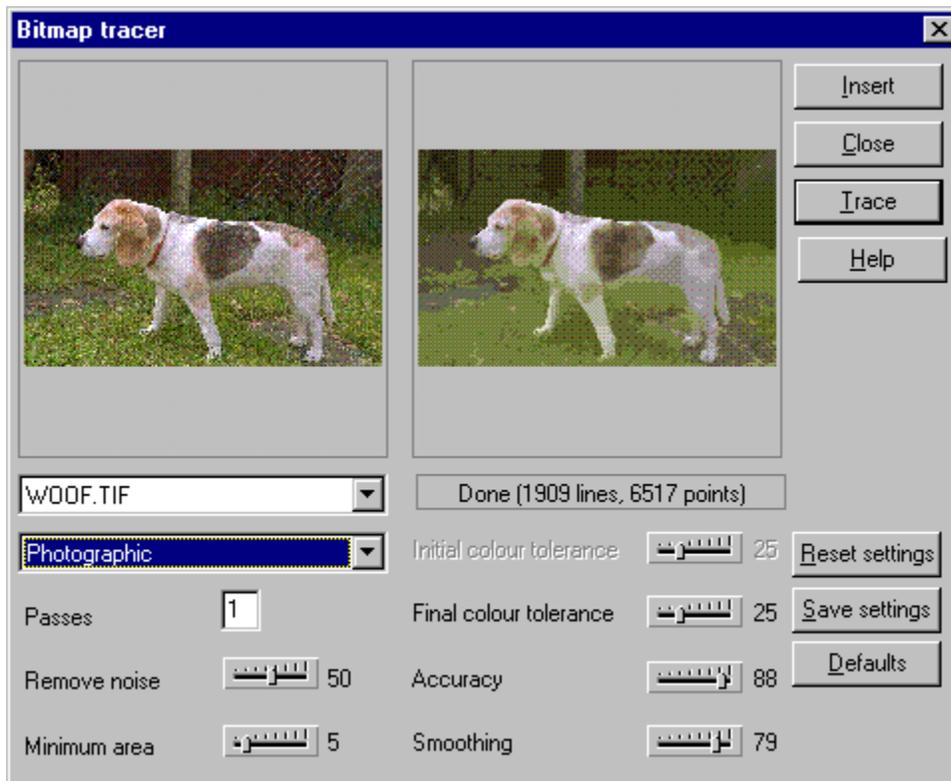 Bitmap tracer
Insert
Close
Trace
Help
WOOF.TIF
Done (1909 lines, 6517 points)
Photographic
Initial colour tolerance 25
Reset settings
Passes 1
Final colour tolerance 25
Save settings
Remove noise 50
Accuracy 88
Defaults
Minimum area 5
Smoothing 79